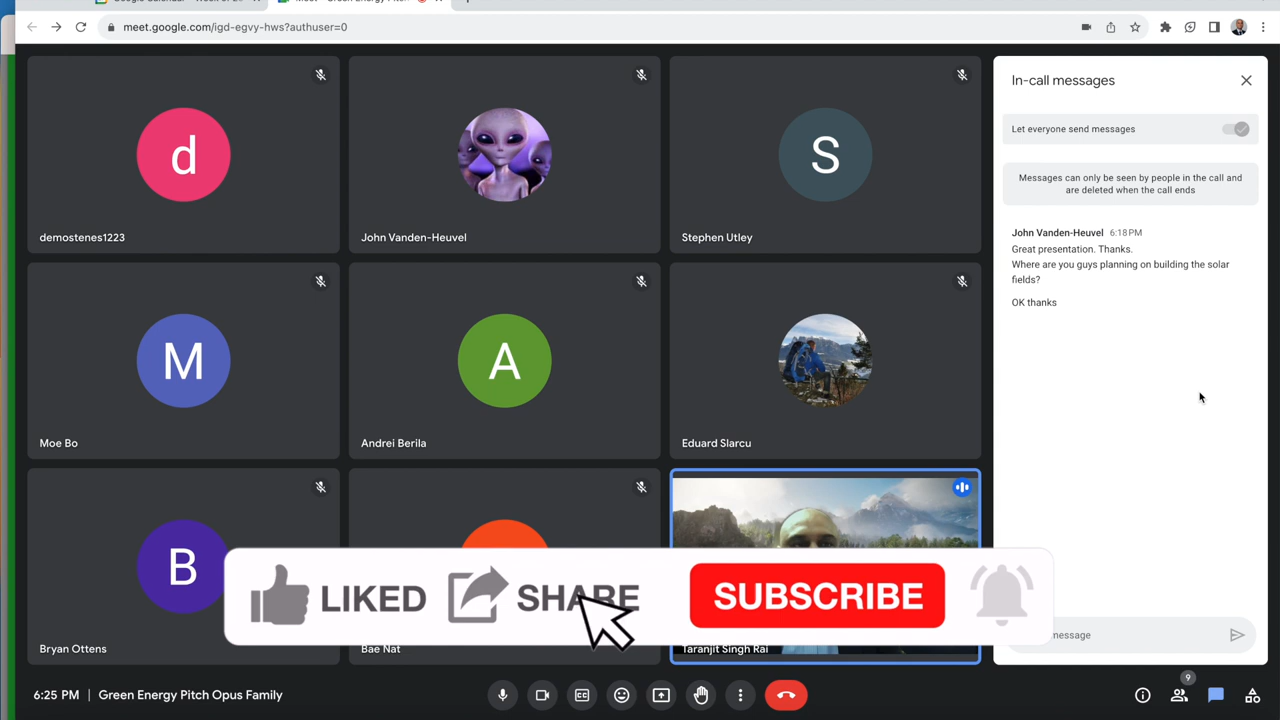 meet.google.com/igd-egvy-hws?authuser=0
In-call messages
Let everyone send messages
Messages can only be seen by people in the call and
are deleted when the call ends
John Vanden-Heuvel 6:18 PM
Great presentation. Thanks.
Where are you guys planning on building the solar
fields?
OK thanks
d
demostenes1223
John Vanden-Heuvel
S
Stephen Utley
M
Moe Bo
A
Andrei Berila
Eduard Slarcu
B
Bryan Ottens
Bae Nat
Taranjit Singh Rai
LIKED SHARE SUBSCRIBE
message
6:25 PM | Green Energy Pitch Opus Family
9